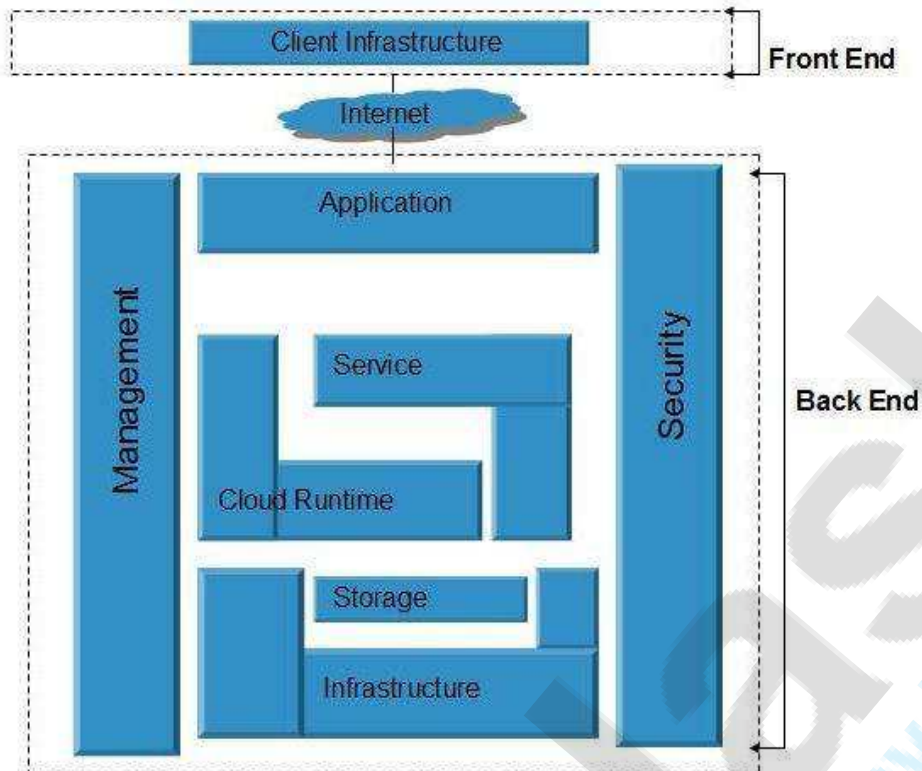 Client Infrastructure
Front End
Internet
Application
Management
Security
Service
Back End
Cloud Runtime
Storage
Infrastructure